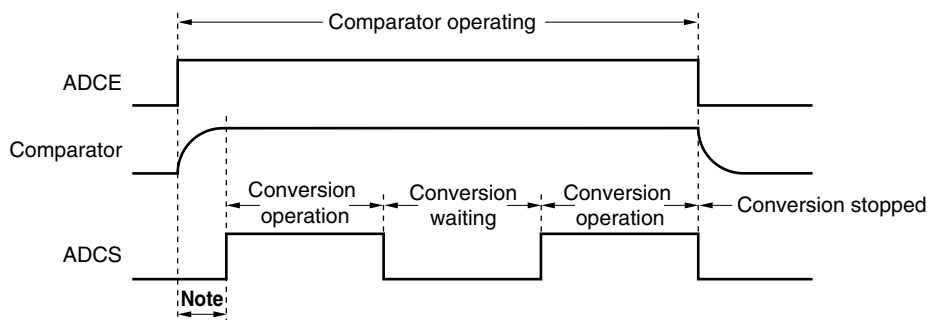 Comparator operating
ADCE
Comparator
Conversion
operation
Conversion
waiting
Conversion
operation
Conversion stopped
ADCS
Note